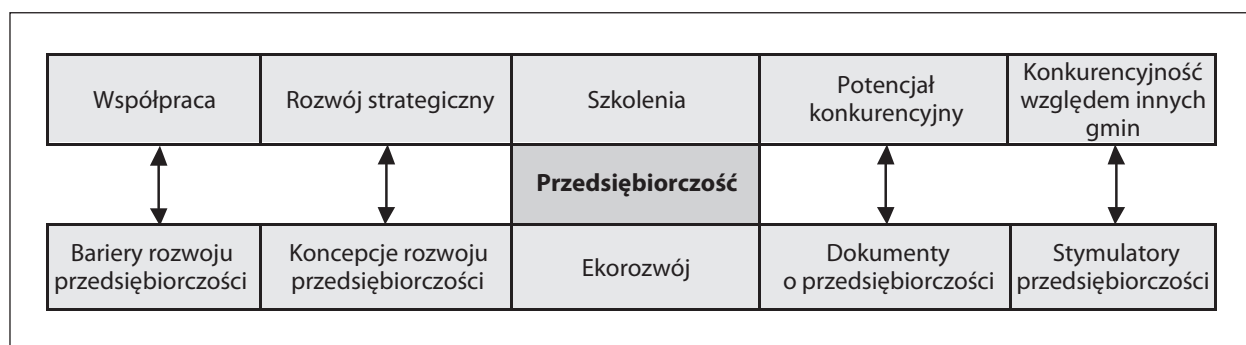 Współpraca
Rozwój strategiczny
Szkolenia
Potencjał
konkurencyjny
Konkurencyjność
względem innych
gmin
Przedsiębiorczość
Bariery rozwoju
przedsiębiorczości
Koncepcje rozwoju
przedsiębiorczości
Ekorozwój
Dokumenty
o przedsiębiorczości
Stymulatory
przedsiębiorczości